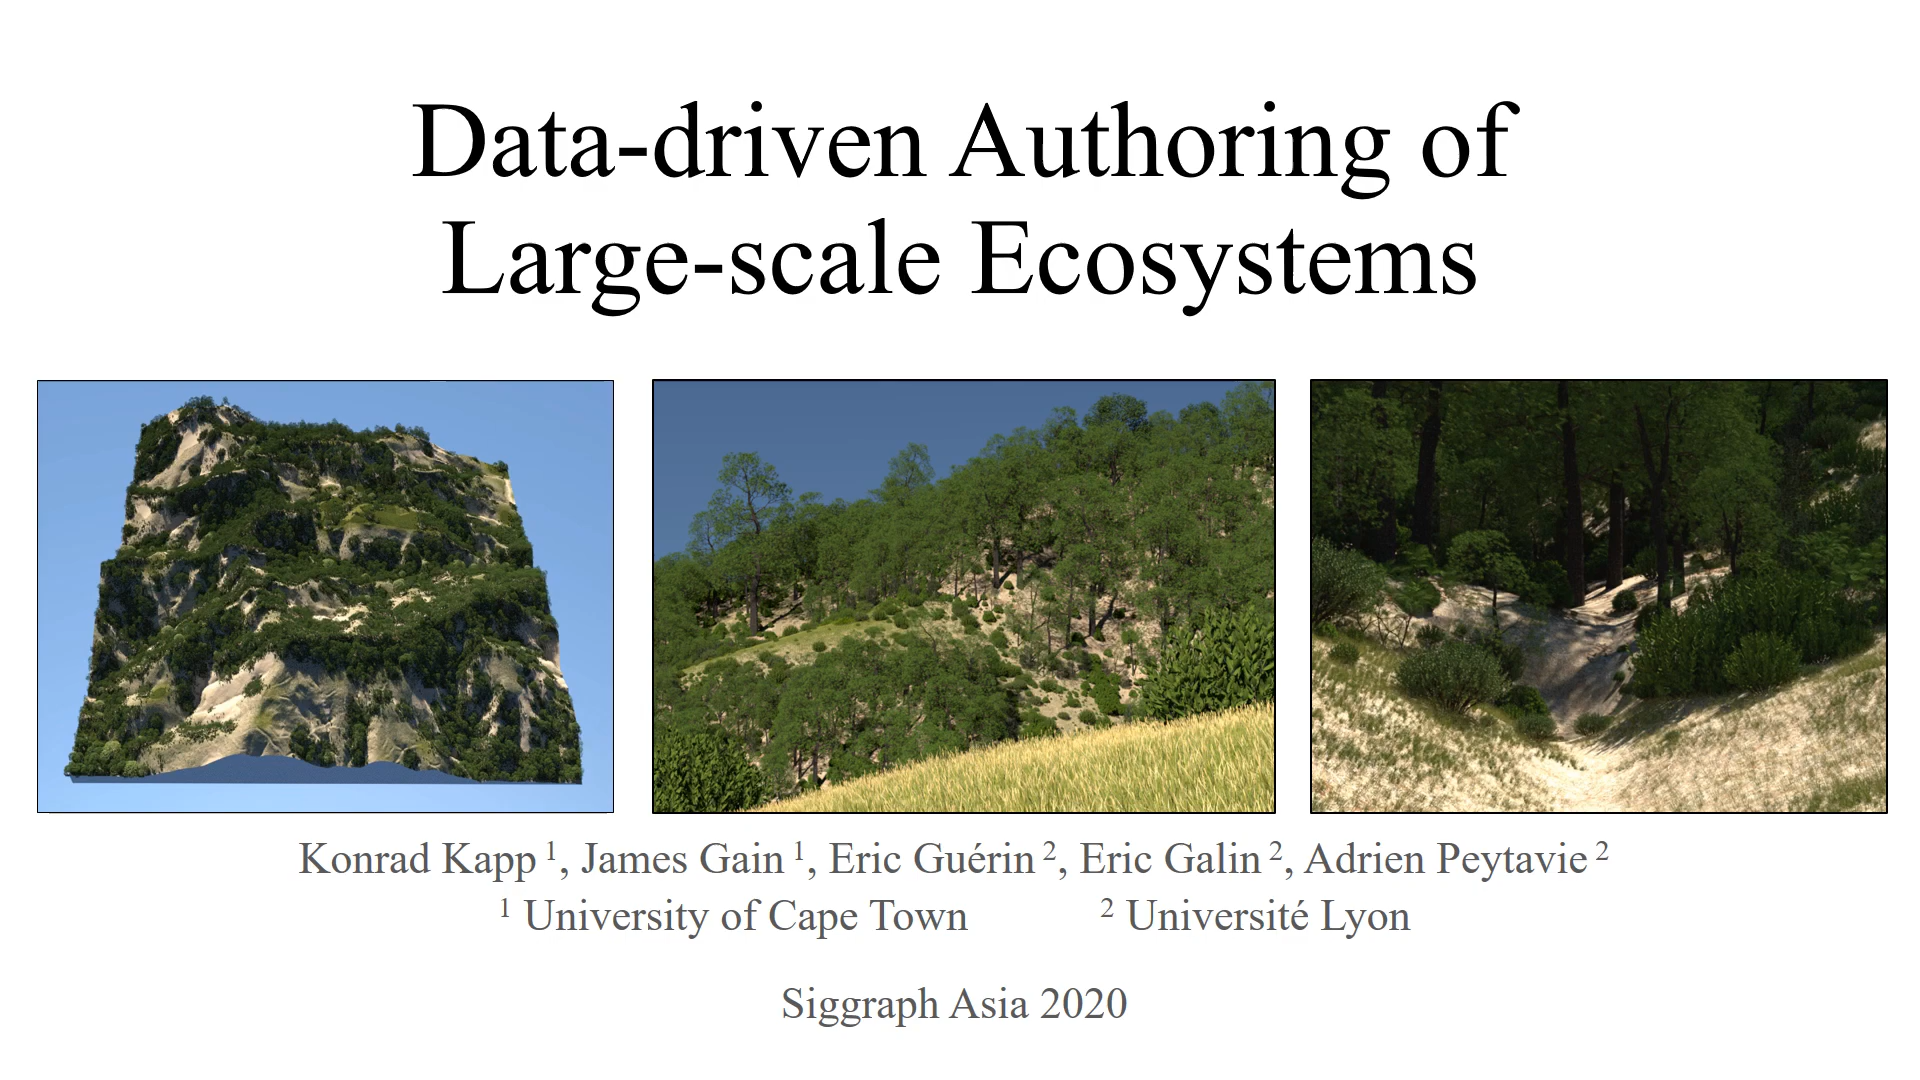 Data-driven Authoring of
Large-scale Ecosystems
Konrad Kapp ¹, James Gain ¹, Eric Guérin ², Eric Galin ², Adrien Peytavie ²
¹ University of Cape Town ² Université Lyon
Siggraph Asia 2020